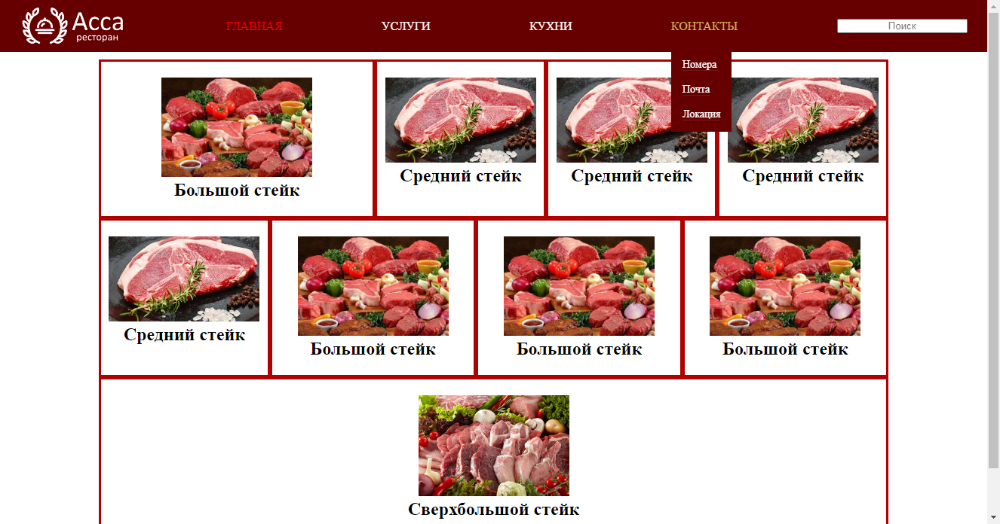 Асса
ресторан
ГЛАВНАЯ
УСЛУГИ
КУХНИ
КОНТАКТЫ
Поиск
Номера
Почта
Локация
Большой стейк
Средний стейк
Средний стейк
Средний стейк
Средний стейк
Большой стейк
Большой стейк
Большой стейк
Сверхбольшой стейк